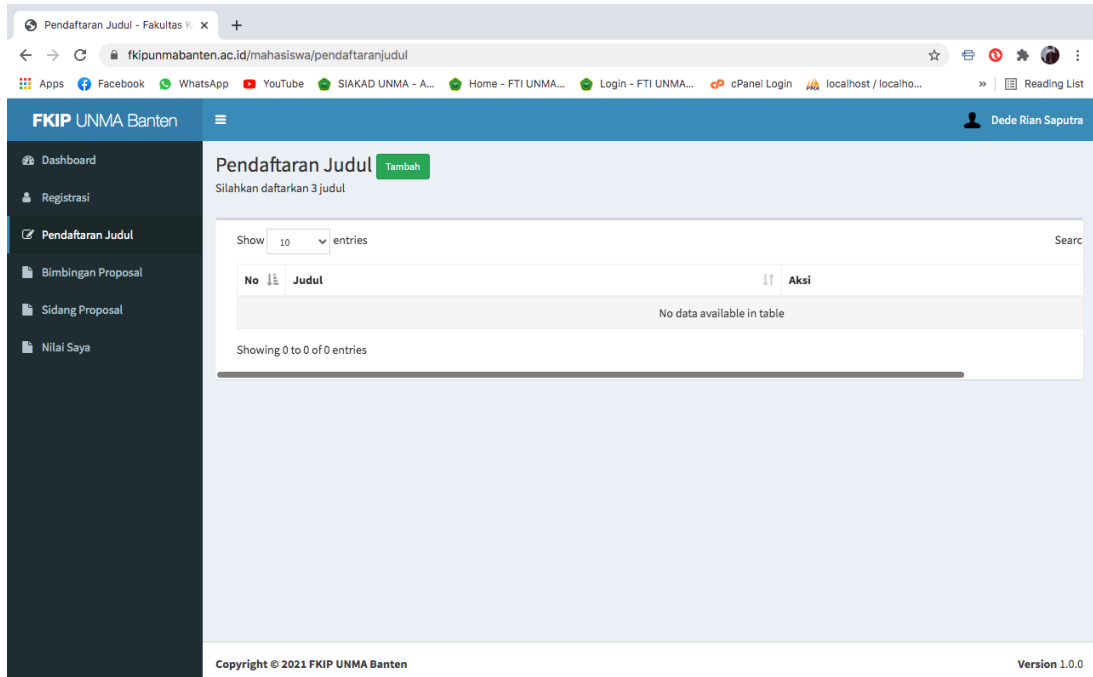 Pendaftaran Judul - Fakultas K
fkipunmabanten.ac.id/mahasiswa/pendaftaranjudul
Apps Facebook WhatsApp YouTube SIAKAD UNMA - A... Home - FTI UNMA... Login - FTI UNMA... cPanel Login localhost / localho... » Reading List
FKIP UNMA Banten
Dede Rian Saputra
Dashboard
Registrasi
Pendaftaran Judul
Bimbingan Proposal
Sidang Proposal
Nilai Saya
Pendaftaran Judul Tambah
Silahkan daftarkan 3 judul
Show 10 entries
Searc
No Judul Aksi
No data available in table
Showing 0 to 0 of 0 entries
Copyright © 2021 FKIP UNMA Banten
Version 1.0.0